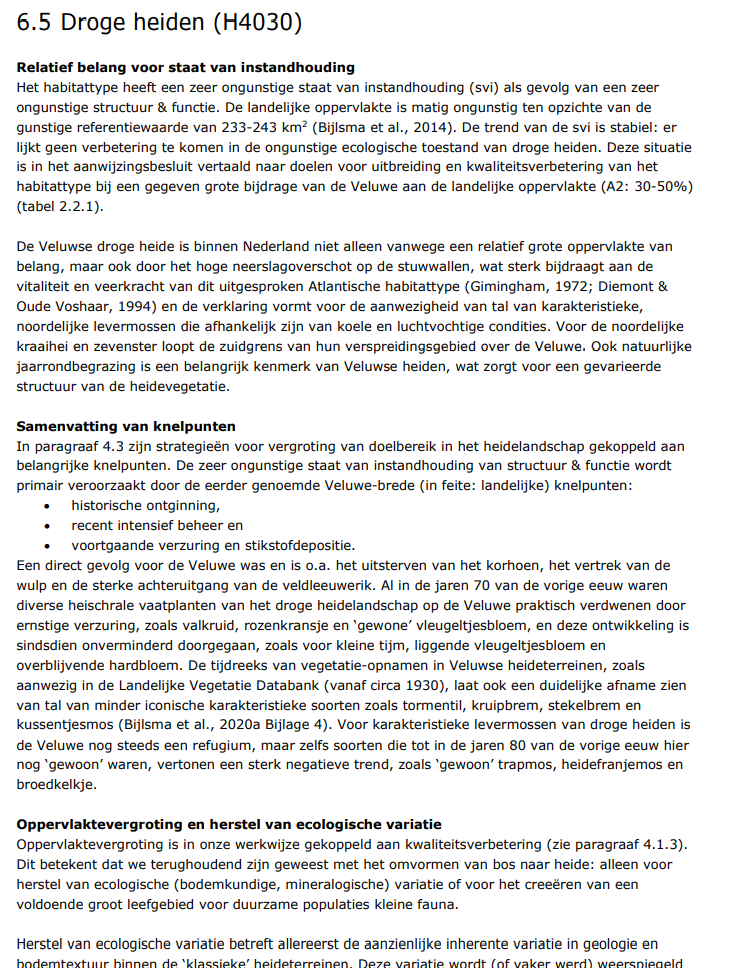 6.5 Droge heiden (H4030)
Relatief belang voor staat van instandhouding
Het habitattype heeft een zeer ongunstige staat van instandhouding (svi) als gevolg van een zeer
ongunstige structuur & functie. De landelijke oppervlakte is matig ongunstig ten opzichte van de
gunstige referentiewaarde van 233-243 km² (Bijlsma et al., 2014). De trend van de svi is stabiel: er
lijkt geen verbetering te komen in de ongunstige ecologische toestand van droge heiden. Deze situatie
is in het aanwijzingsbesluit vertaald naar doelen voor uitbreiding en kwaliteitsverbetering van het
habitattype bij een gegeven grote bijdrage van de Veluwe aan de landelijke oppervlakte (A2: 30-50%)
(tabel 2.2.1).
De Veluwse droge heide is binnen Nederland niet alleen vanwege een relatief grote oppervlakte van
belang, maar ook door het hoge neerslagoverschot op de stuwwallen, wat sterk bijdraagt aan de
vitaliteit en veerkracht van dit uitgesproken Atlantische habitattype (Gimingham, 1972; Diemont &
Oude Voshaar, 1994) en de verklaring vormt voor de aanwezigheid van tal van karakteristieke,
noordelijke levermossen die afhankelijk zijn van koele en luchtvochtige condities. Voor de noordelijke
kraaihei en zevenster loopt de zuidgrens van hun verspreidingsgebied over de Veluwe. Ook natuurlijke
jaarrondbegrazing is een belangrijk kenmerk van Veluwse heiden, wat zorgt voor een gevarieerde
structuur van de heidevegetatie.
Samenvatting van knelpunten
In paragraaf 4.3 zijn strategieën voor vergroting van doelbereik in het heidelandschap gekoppeld aan
belangrijke knelpunten. De zeer ongunstige staat van instandhouding van structuur & functie wordt
primair veroorzaakt door de eerder genoemde Veluwe-brede (in feite: landelijke) knelpunten:
• historische ontginning,
• recent intensief beheer en
• voortgaande verzuring en stikstofdepositie.
Een direct gevolg voor de Veluwe was en is o.a. het uitsterven van het korhoen, het vertrek van de
wulp en de sterke achteruitgang van de veldleeuwerik. Al in de jaren 70 van de vorige eeuw waren
diverse heischrale vaatplanten van het droge heidelandschap op de Veluwe praktisch verdwenen door
ernstige verzuring, zoals valkruid, rozenkransje en ‘gewone’ vleugeltjesbloem, en deze ontwikkeling is
sindsdien onverminderd doorgegaan, zoals voor kleine tijm, liggende vleugeltjesbloem en
overblijvende hardbloem. De tijdreeks van vegetatie-opnamen in Veluwse heideterreinen, zoals
aanwezig in de Landelijke Vegetatie Databank (vanaf circa 1930), laat ook een duidelijke afname zien
van tal van minder iconische karakteristieke soorten zoals tormentil, kruipbrem, stekelbrem en
kussentjesmos (Bijlsma et al., 2020a Bijlage 4). Voor karakteristieke levermossen van droge heiden is
de Veluwe nog steeds een refugium, maar zelfs soorten die tot in de jaren 80 van de vorige eeuw hier
nog ‘gewoon’ waren, vertonen een sterk negatieve trend, zoals ‘gewoon’ trapmos, heidefranjemos en
broedkelkje.
Oppervlaktevergroting en herstel van ecologische variatie
Oppervlaktevergroting is in onze werkwijze gekoppeld aan kwaliteitsverbetering (zie paragraaf 4.1.3).
Dit betekent dat we terughoudend zijn geweest met het omvormen van bos naar heide: alleen voor
herstel van ecologische (bodemkundige, mineralogische) variatie of voor het creeëren van een
voldoende groot leefgebied voor duurzame populaties kleine fauna.
Herstel van ecologische variatie betreft allereerst de aanzienlijke inherente variatie in geologie en
bodemtextuur binnen de ‘klassieke’ heideterreinen. Deze variatie wordt (of vaker werd) weerspiegeld